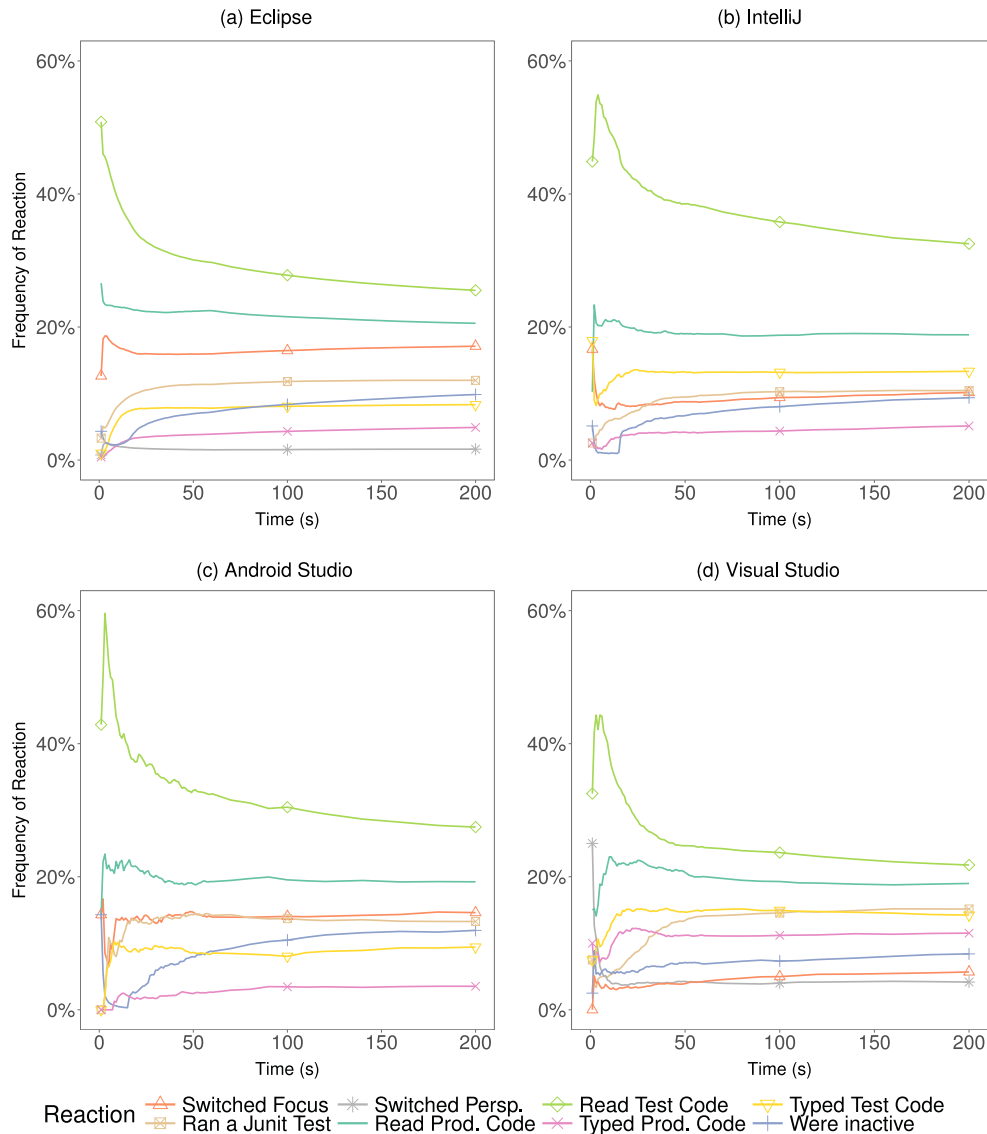 (a) Eclipse
(b) IntelliJ
60%
40%
20%
0%
Frequency of Reaction
0 50 100 150 200
Time (s)
60%
40%
20%
0%
0 50 100 150 200
Time (s)
(c) Android Studio
(d) Visual Studio
60%
40%
20%
0%
Frequency of Reaction
0 50 100 150 200
Time (s)
60%
40%
20%
0%
0 50 100 150 200
Time (s)
Reaction
Switched Focus Switched Persp. Read Test Code Typed Test Code
Ran a Junit Test Read Prod. Code Typed Prod. Code Were inactive